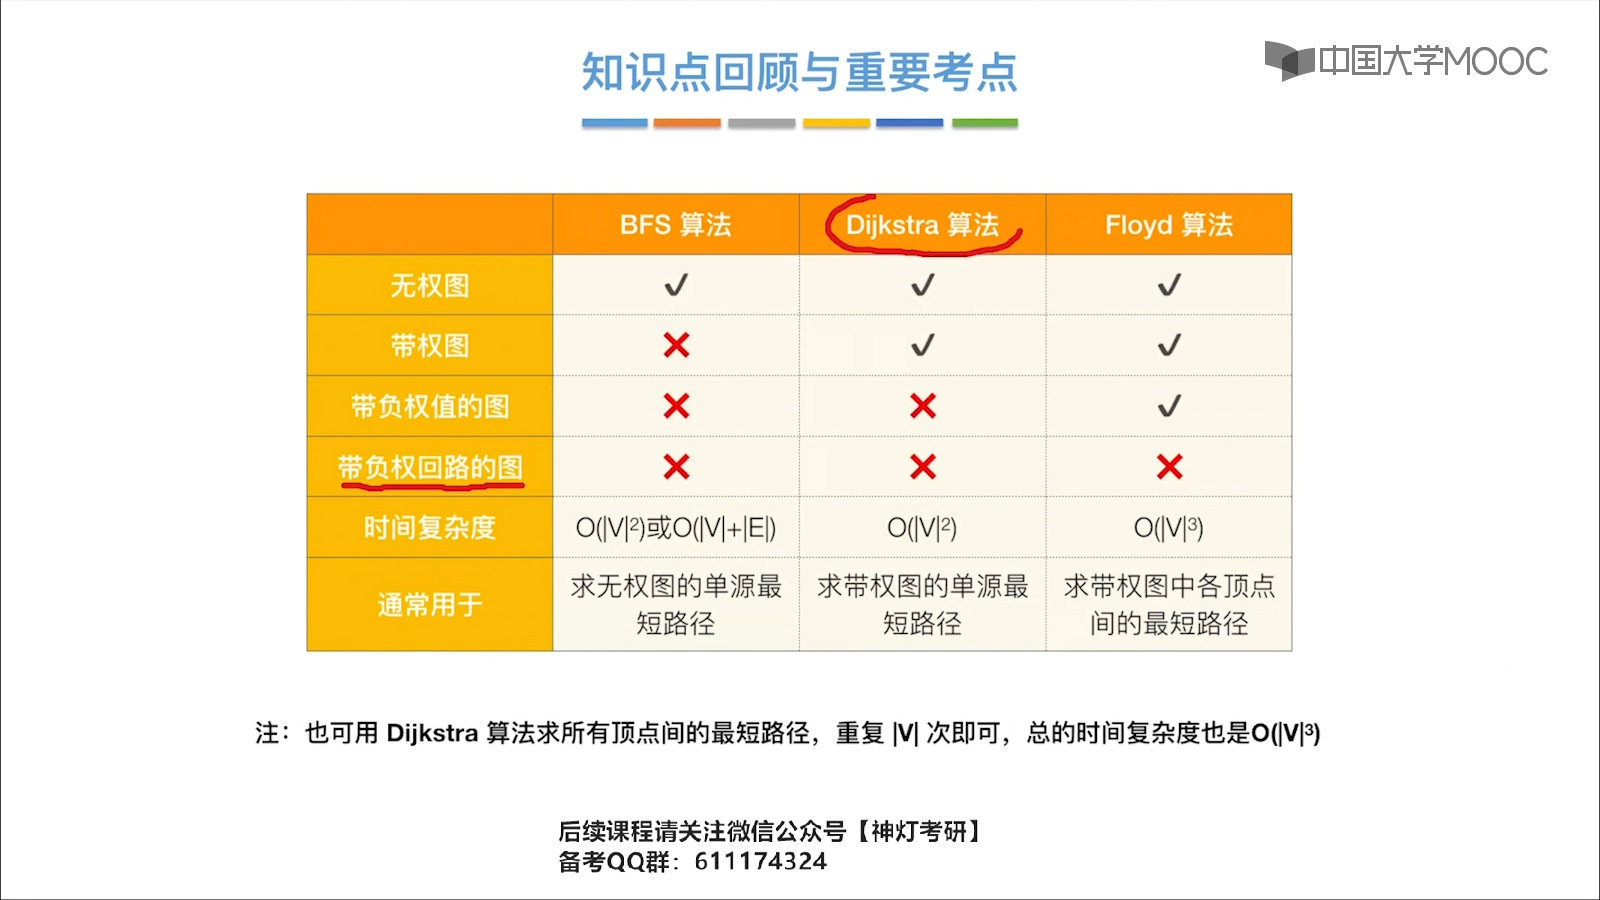 知识点回顾与重要考点
中国大学MOOC
BFS 算法 Dijkstra 算法 Floyd 算法
无权图 ✓ ✓ ✓
带权图 ✕ ✓ ✓
带负权值的图 ✕ ✕ ✓
带负权回路的图 ✕ ✕ ✕
时间复杂度 O(|V|²)或O(|V|+|E|) O(|V|²) O(|V|³)
通常用于 求无权图的单源最短路径 求带权图的单源最短路径 求带权图中各顶点间的最短路径
注：也可用 Dijkstra 算法求所有顶点间的最短路径，重复 |V| 次即可，总的时间复杂度也是O(|V|³)
后续课程请关注微信公众号【神灯考研】
备考QQ群：611174324